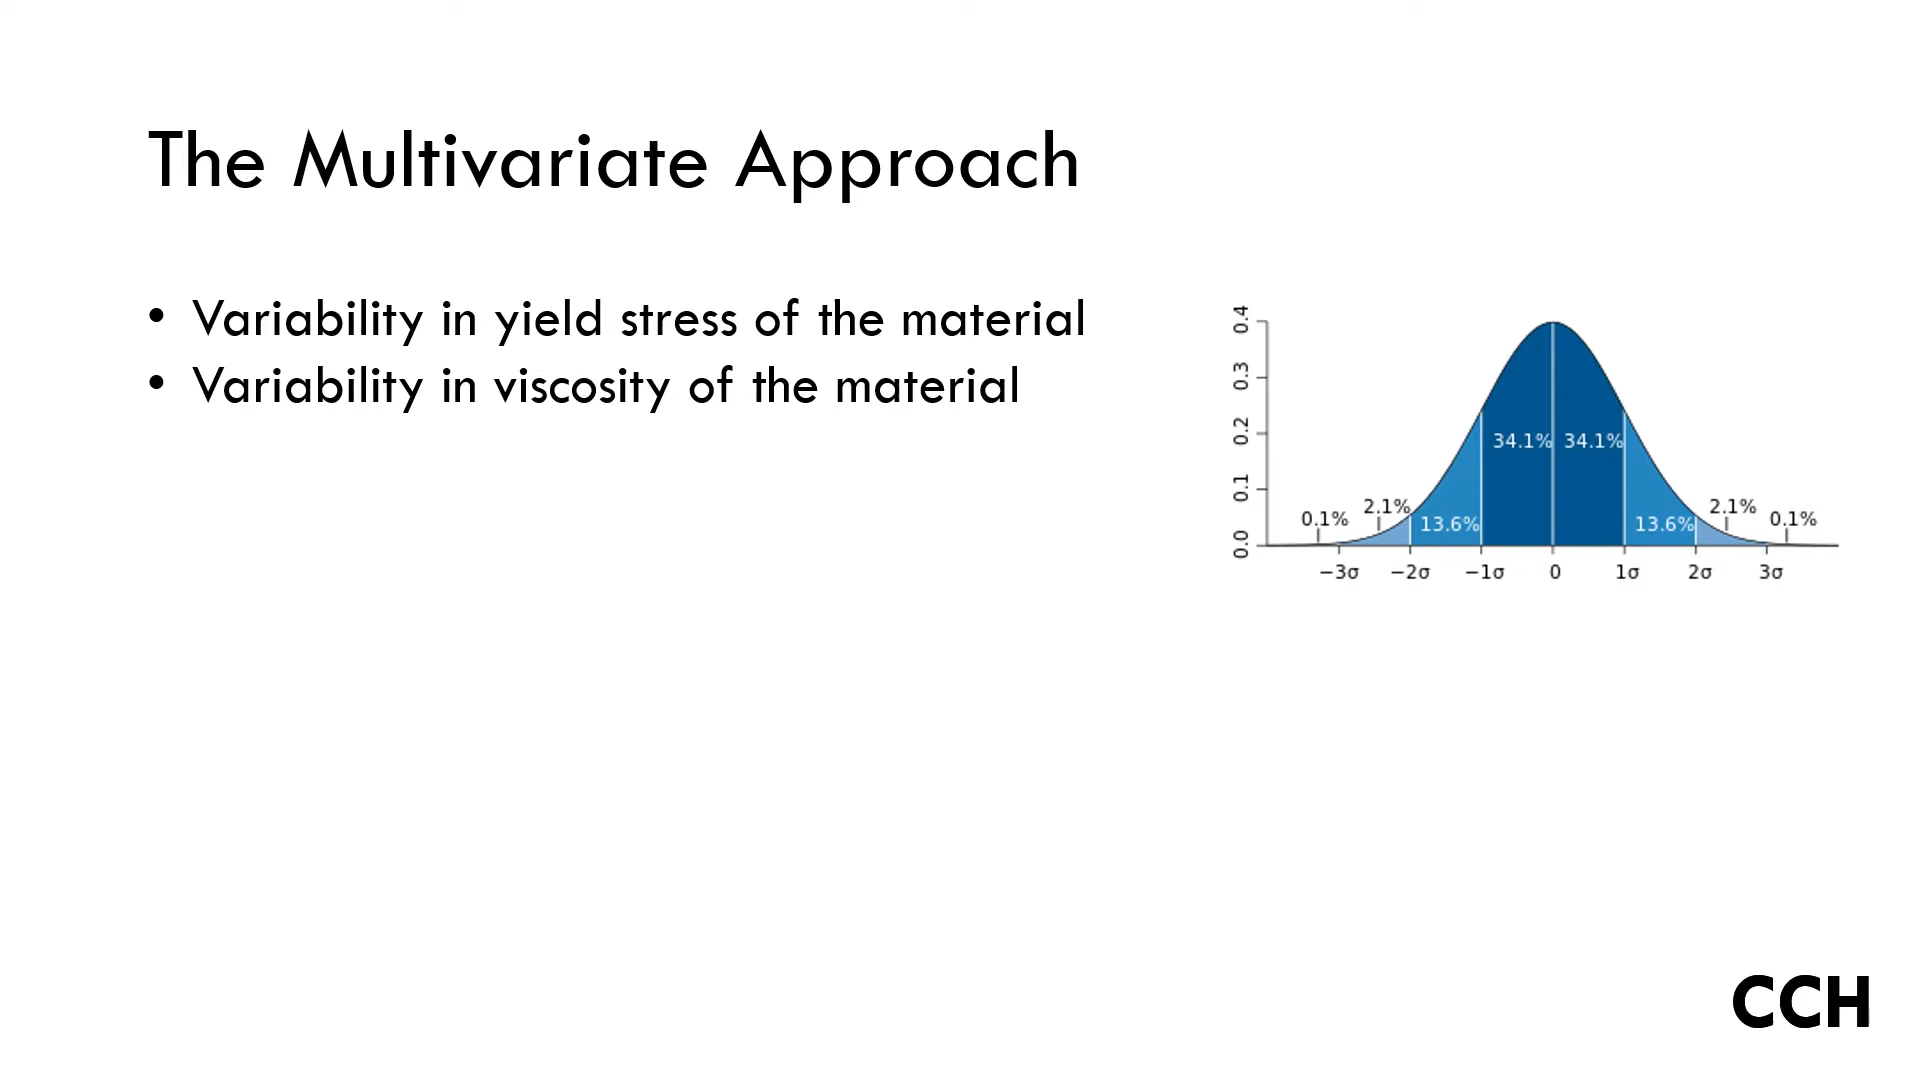 The Multivariate Approach
• Variability in yield stress of the material
• Variability in viscosity of the material
0.4
0.3
0.2
0.1
0.0
34.1% 34.1%
0.1% 2.1% 13.6% 13.6% 2.1% 0.1%
−3σ −2σ −1σ 0 1σ 2σ 3σ
CCH